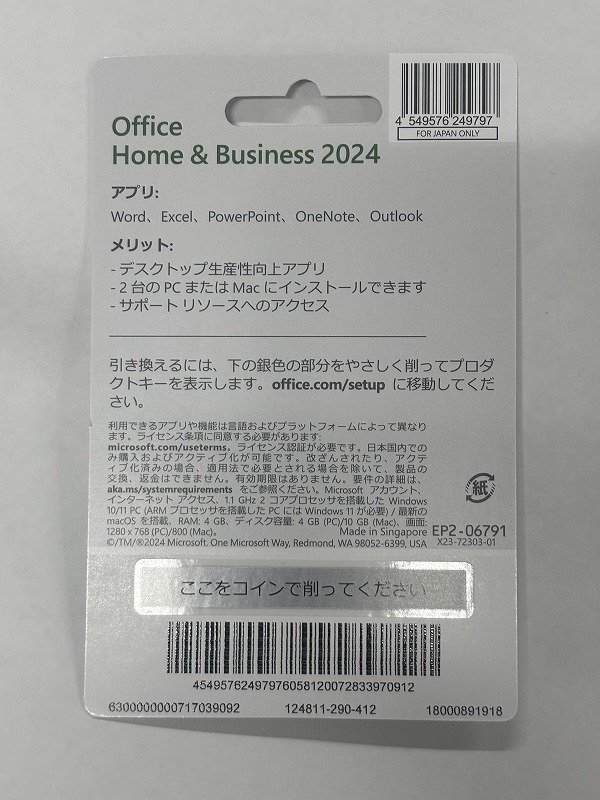 4 549576 249797
FOR JAPAN ONLY
Office
Home & Business 2024
アプリ:
Word、Excel、PowerPoint、OneNote、Outlook
メリット:
- デスクトップ生産性向上アプリ
- 2 台の PC または Mac にインストールできます
- サポート リソースへのアクセス
引き換えるには、下の銀色の部分をやさしく削ってプロダ
クトキーを表示します。office.com/setup に移動してくだ
さい。
利用できるアプリや機能は言語およびプラットフォームによって異なり
ます。ライセンス条項に同意する必要があります:
microsoft.com/useterms。ライセンス認証が必要です。日本国内での
み購入およびアクティブ化が可能です。改ざんされたり、アクテ
ィブ化済みの場合、適用法で必要とされる場合を除いて、製品の
交換、返金はできません。有効期限はありません。要件の詳細は、
aka.ms/systemrequirements をご参照ください。Microsoft アカウント、
インターネット アクセス、1.1 GHz 2 コアプロセッサを搭載した Windows
10/11 PC (ARM プロセッサを搭載した PC には Windows 11 が必要) / 最新の
macOS を搭載、RAM: 4 GB、ディスク容量: 4 GB (PC)/10 GB (Mac)、画面:
1280 x 768 (PC)/800 (Mac)。
Made in Singapore
©/TM/®2024 Microsoft. One Microsoft Way, Redmond, WA 98052-6399, USA
紙
EP2-06791
X23-72303-01
ここをコインで削ってください
45495762497976058120072833970912
6300000000717039092 124811-290-412 18000891918